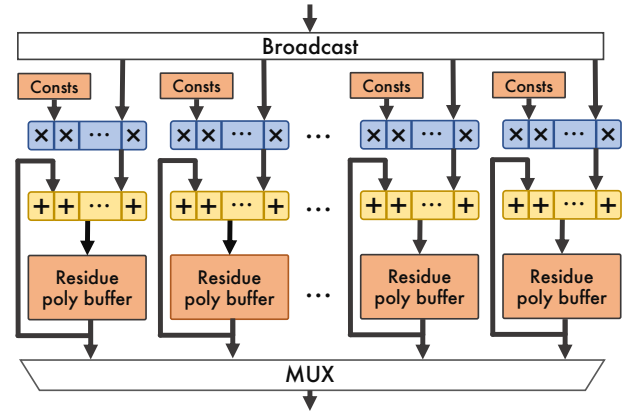 Broadcast
Consts Consts Consts Consts
× × ... × × × ... × ... × × ... × × × ... ×
+ + ... + + + ... + ... + + ... + + + ... +
Residue Residue Residue Residue
poly buffer poly buffer ... poly buffer poly buffer
MUX